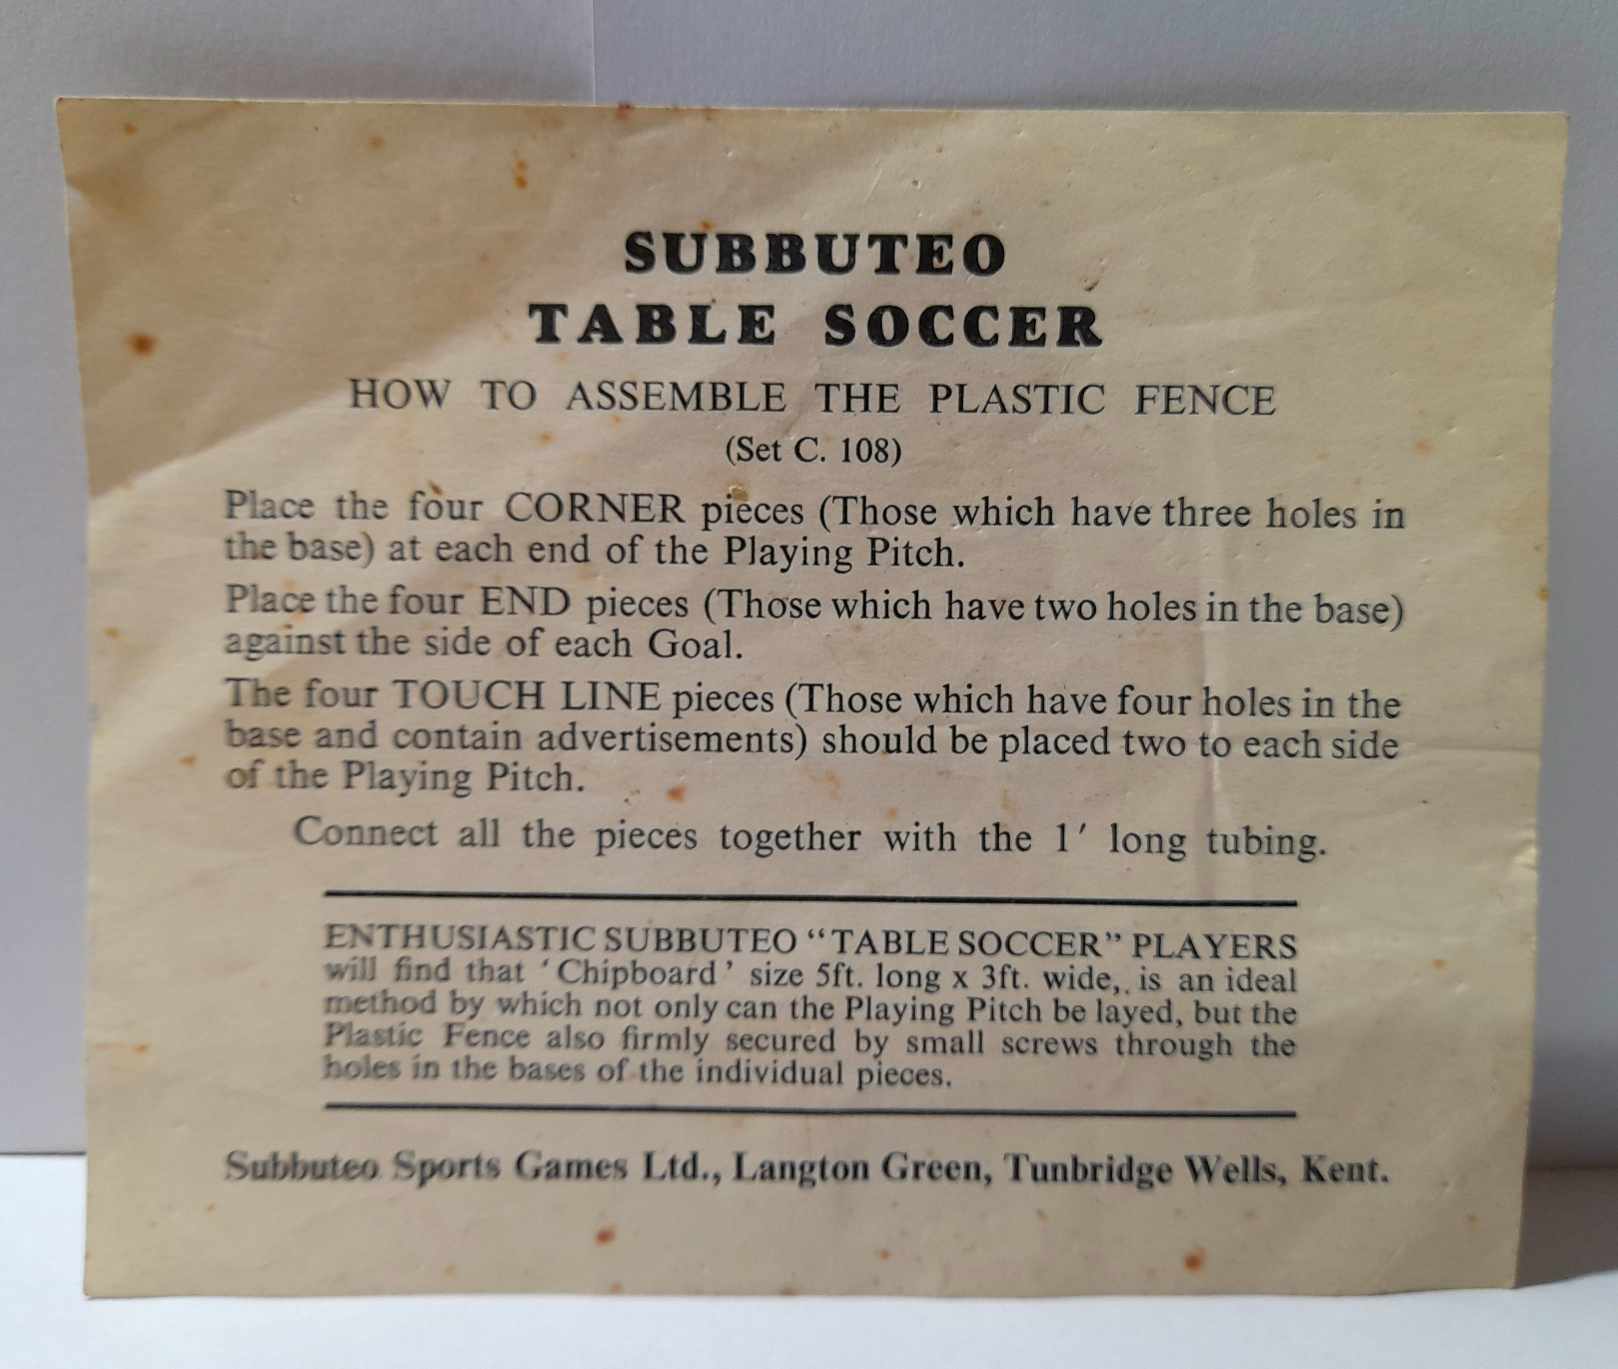 SUBBUTEO
TABLE SOCCER
HOW TO ASSEMBLE THE PLASTIC FENCE
(Set C. 108)
Place the four CORNER pieces (Those which have three holes in
the base) at each end of the Playing Pitch.
Place the four END pieces (Those which have two holes in the base)
against the side of each Goal.
The four TOUCH LINE pieces (Those which have four holes in the
base and contain advertisements) should be placed two to each side
of the Playing Pitch.
Connect all the pieces together with the 1′ long tubing.
ENTHUSIASTIC SUBBUTEO “TABLE SOCCER” PLAYERS
will find that ‘Chipboard’ size 5ft. long x 3ft. wide, is an ideal
method by which not only can the Playing Pitch be layed, but the
Plastic Fence also firmly secured by small screws through the
holes in the bases of the individual pieces.
Subbuteo Sports Games Ltd., Langton Green, Tunbridge Wells, Kent.